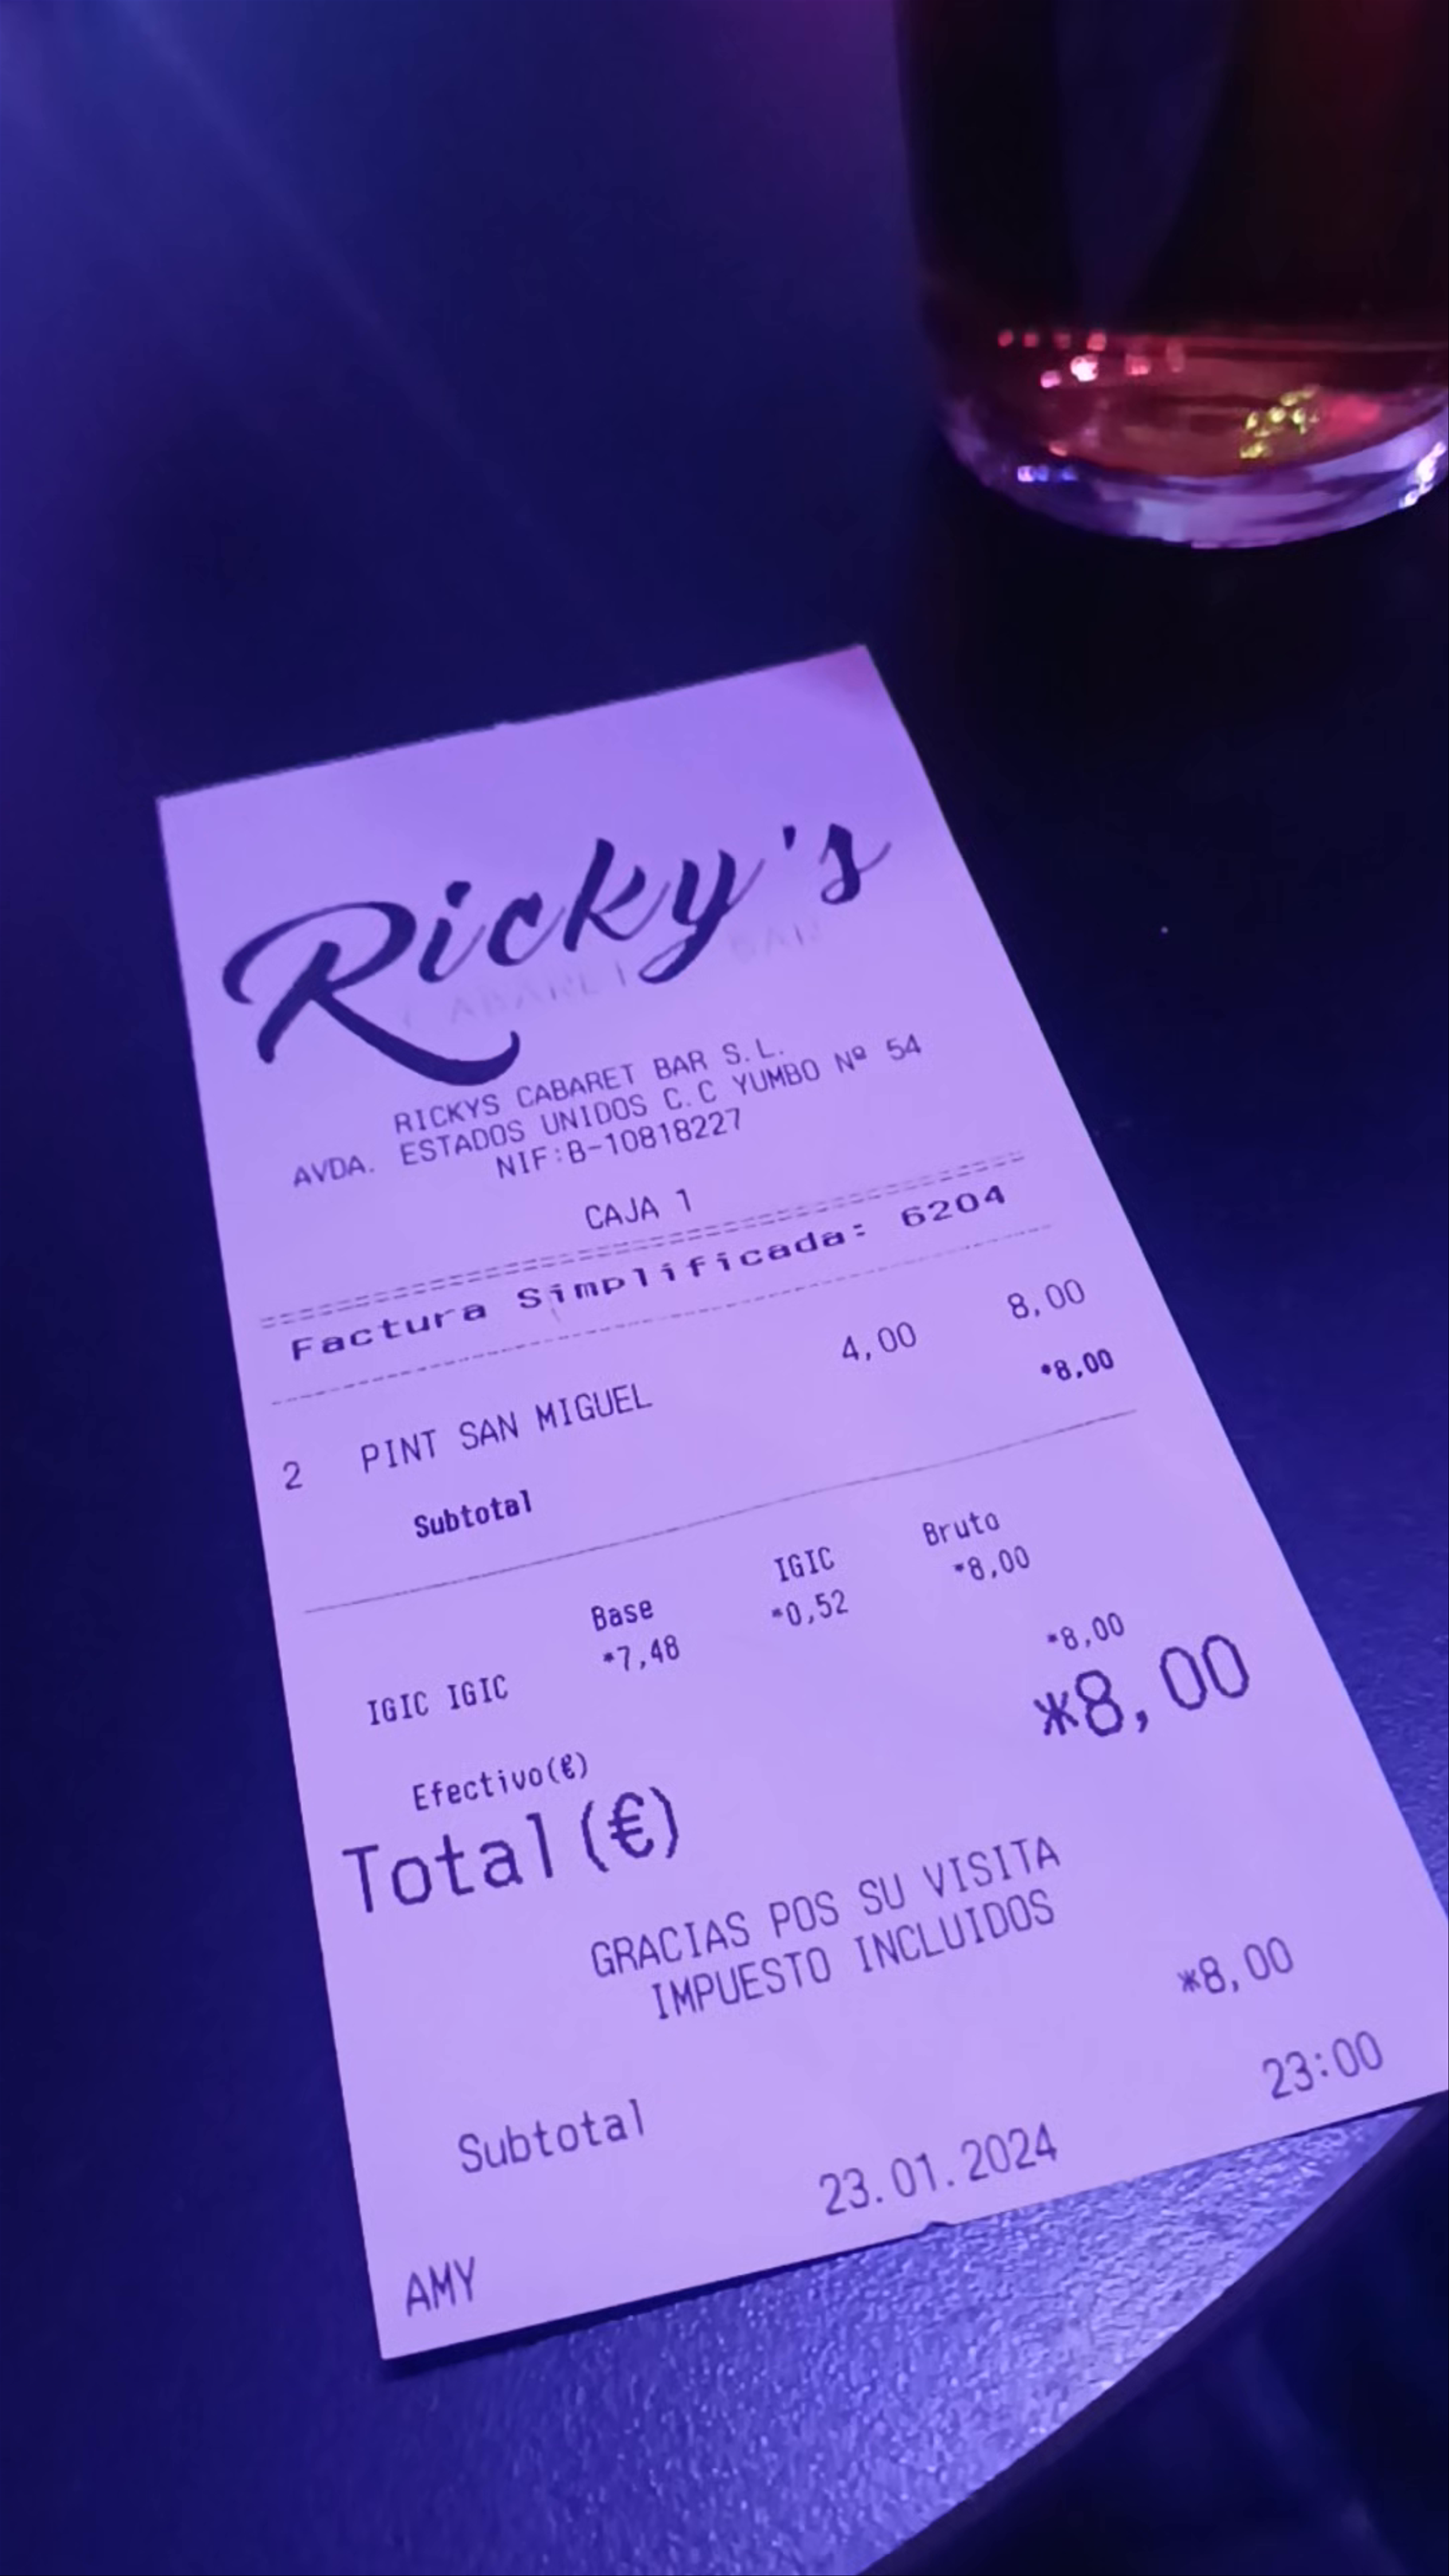 Ricky's
CABARET BAR
RICKYS CABARET BAR S.L.
AVDA. ESTADOS UNIDOS C.C YUMBO Nº 54
NIF:B-10818227
CAJA 1
Factura Simplificada: 6204
2 PINT SAN MIGUEL 4,00 8,00
Subtotal *8,00
Base IGIC Bruto
IGIC IGIC *7,48 *0,52 *8,00
Efectivo(€) *8,00
Total(€) *8,00
GRACIAS POS SU VISITA
IMPUESTO INCLUIDOS
Subtotal *8,00
AMY 23.01.2024 23:00